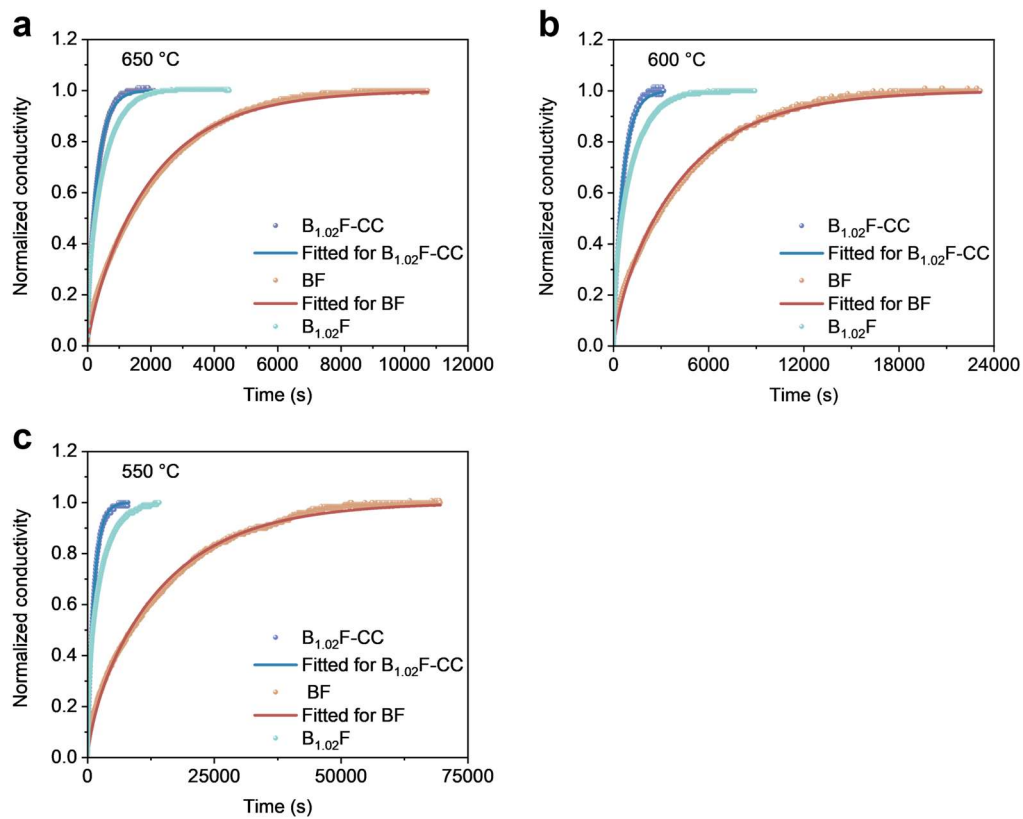 a
650 °C
Normalized conductivity
1.2
1.0
0.8
0.6
0.4
0.2
0.0
B1.02F-CC
Fitted for B1.02F-CC
BF
Fitted for BF
B1.02F
0 2000 4000 6000 8000 10000 12000
Time (s)
b
600 °C
Normalized conductivity
1.2
1.0
0.8
0.6
0.4
0.2
0.0
B1.02F-CC
Fitted for B1.02F-CC
BF
Fitted for BF
B1.02F
0 6000 12000 18000 24000
Time (s)
c
550 °C
Normalized conductivity
1.2
1.0
0.8
0.6
0.4
0.2
0.0
B1.02F-CC
Fitted for B1.02F-CC
BF
Fitted for BF
B1.02F
0 25000 50000 75000
Time (s)